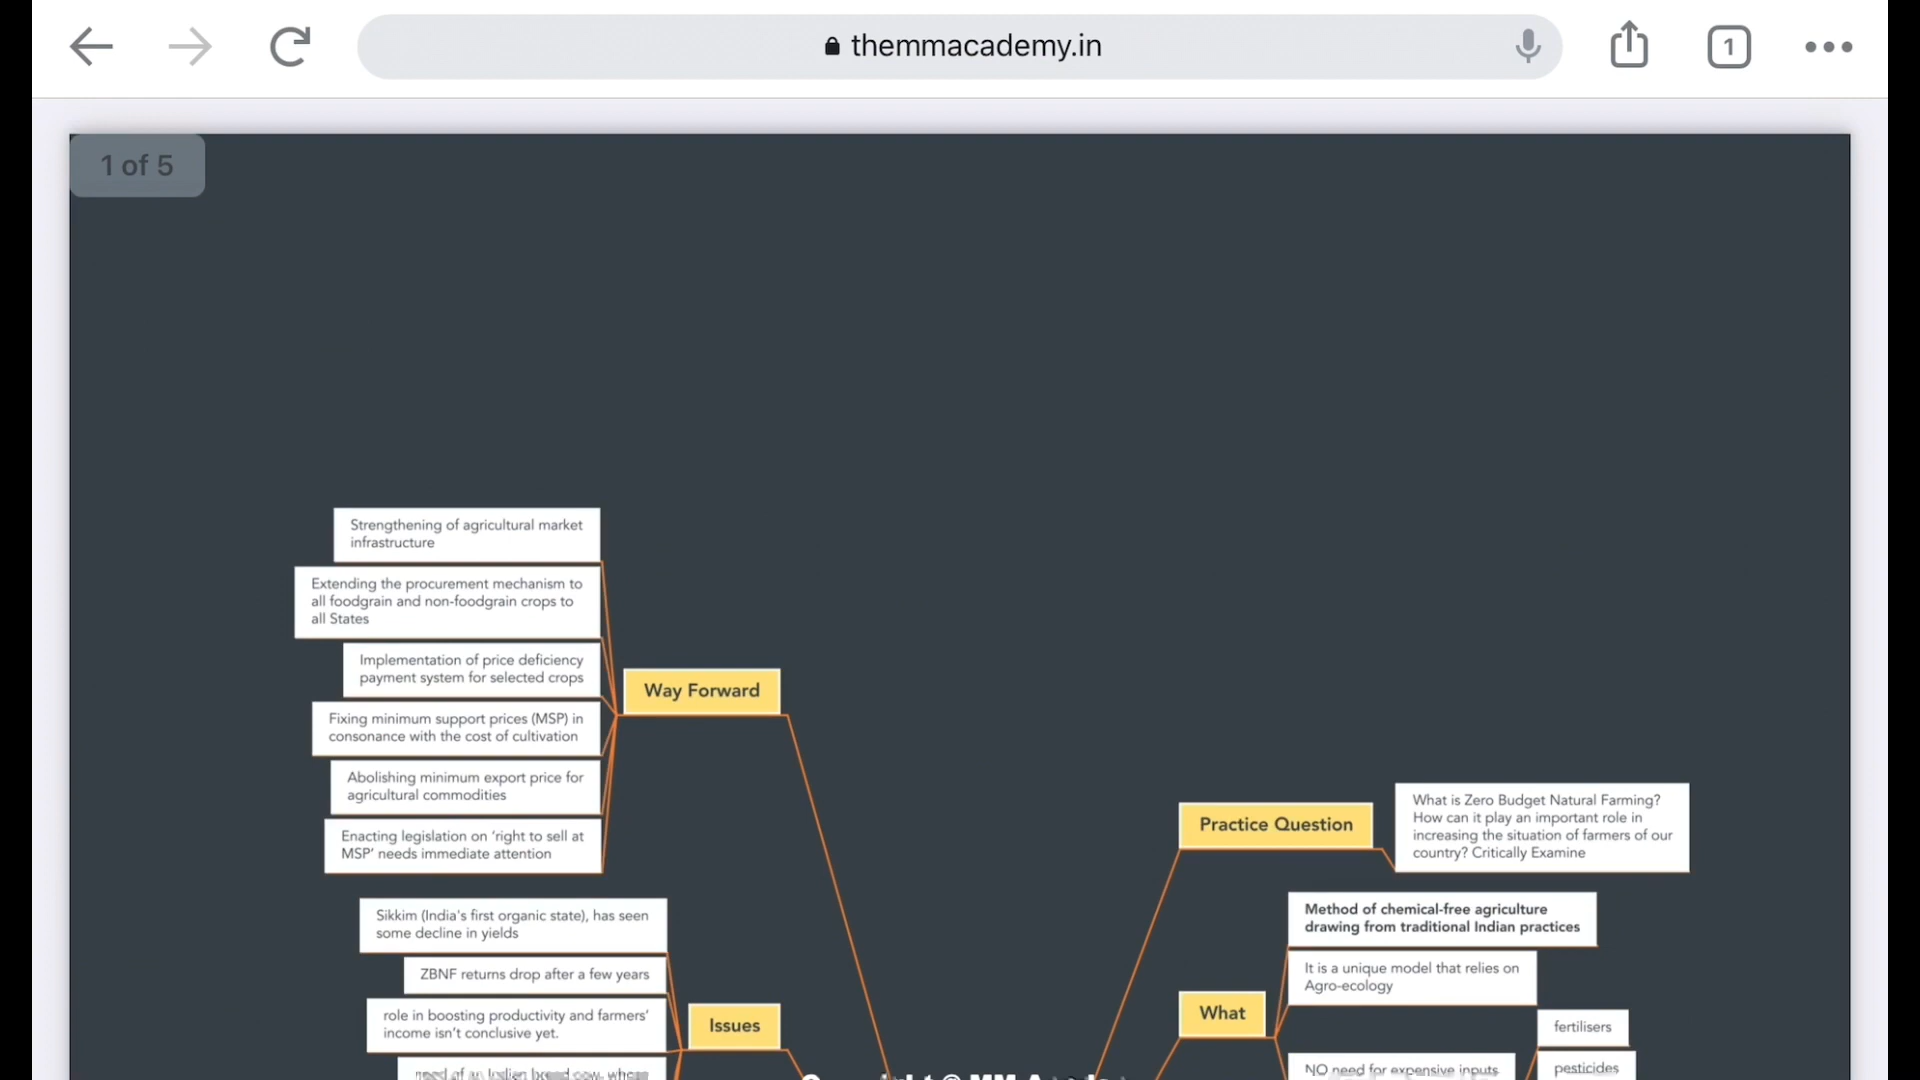 themmacademy.in
1
1 of 5
Strengthening of agricultural market
infrastructure
Extending the procurement mechanism to
all foodgrain and non-foodgrain crops to
all States
Implementation of price deficiency
payment system for selected crops
Way Forward
Fixing minimum support prices (MSP) in
consonance with the cost of cultivation
Abolishing minimum export price for
agricultural commodities
Enacting legislation on 'right to sell at
MSP' needs immediate attention
Practice Question
What is Zero Budget Natural Farming?
How can it play an important role in
increasing the situation of farmers of our
country? Critically Examine
Sikkim (India's first organic state), has seen
some decline in yields
ZBNF returns drop after a few years
role in boosting productivity and farmers'
income isn't conclusive yet.
Issues
Method of chemical-free agriculture
drawing from traditional Indian practices
It is a unique model that relies on
Agro-ecology
What
fertilisers
NO need for expensive inputs
pesticides